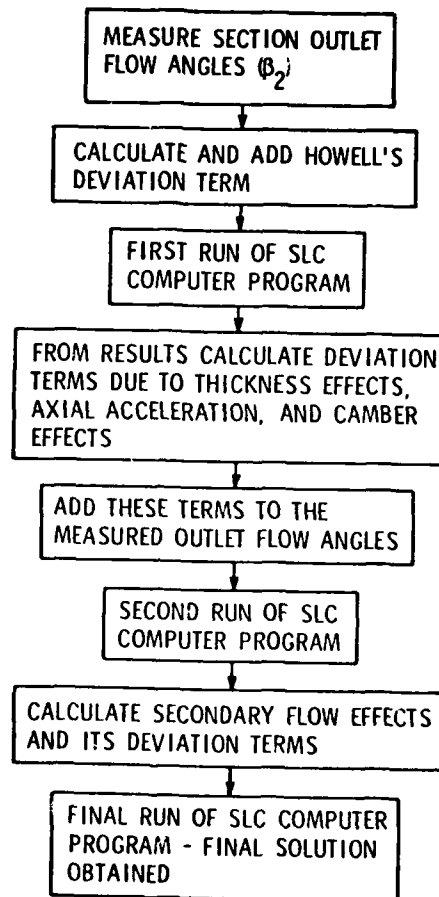 MEASURE SECTION OUTLET
FLOW ANGLES (β₂)
CALCULATE AND ADD HOWELL'S
DEVIATION TERM
FIRST RUN OF SLC
COMPUTER PROGRAM
FROM RESULTS CALCULATE DEVIATION
TERMS DUE TO THICKNESS EFFECTS,
AXIAL ACCELERATION, AND CAMBER
EFFECTS
ADD THESE TERMS TO THE
MEASURED OUTLET FLOW ANGLES
SECOND RUN OF SLC
COMPUTER PROGRAM
CALCULATE SECONDARY FLOW EFFECTS
AND ITS DEVIATION TERMS
FINAL RUN OF SLC COMPUTER
PROGRAM - FINAL SOLUTION
OBTAINED